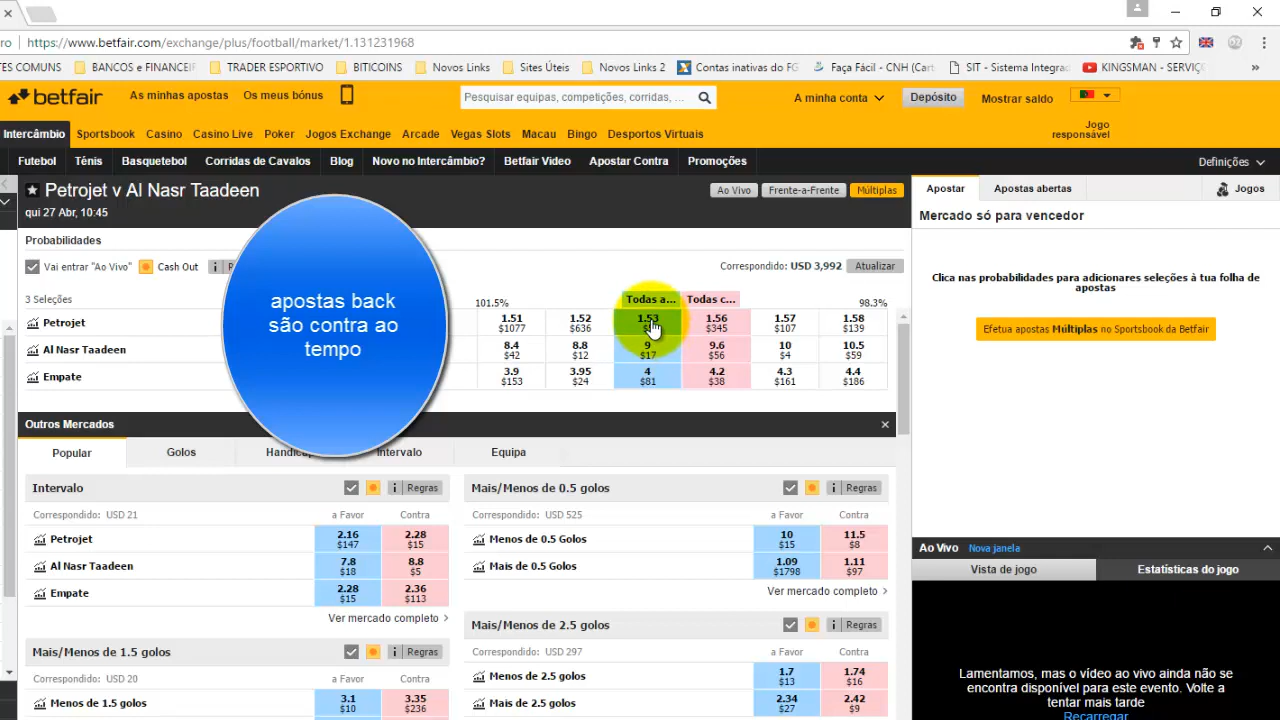 ro https://www.betfair.com/exchange/plus/football/market/1.131231968
TES COMUNS BANCOS e FINANCEIF TRADER ESPORTIVO BITICOINS Novos Links Sites Úteis Novos Links 2 Contas inativas do FG Faça Fácil - CNH (Cart SIT - Sistema Integrad KINGSMAN - SERVIÇ »
betfair As minhas apostas Os meus bónus Pesquisar equipas, competições, corridas, ... A minha conta Depósito Mostrar saldo
Jogo
responsável
Intercâmbio Sportsbook Casino Casino Live Poker Jogos Exchange Arcade Vegas Slots Macau Bingo Desportos Virtuais
Futebol Ténis Basquetebol Corridas de Cavalos Blog Novo no Intercâmbio? Betfair Video Apostar Contra Promoções Definições
Petrojet v Al Nasr Taadeen Ao Vivo Frente-a-Frente Múltiplas
qui 27 Abr, 10:45
Probabilidades
Vai entrar "Ao Vivo" Cash Out i R Correspondido: USD 3,992 Atualizar
3 Seleções 101.5% Todas a... Todas c... 98.3%
Petrojet 1.51 1.52 1.53 1.56 1.57 1.58
$1077 $636 $345 $107 $139
Al Nasr Taadeen 8.4 8.8 9 9.6 10 10.5
$42 $12 $17 $56 $4 $59
Empate 3.9 3.95 4 4.2 4.3 4.4
$153 $24 $81 $38 $161 $186
apostas back
são contra ao
tempo
Outros Mercados
Popular Golos Handicap Intervalo Equipa
Intervalo i Regras
Correspondido: USD 21 a Favor Contra
Petrojet 2.16 2.28
$147 $15
Al Nasr Taadeen 7.8 8.8
$18 $5
Empate 2.28 2.36
$15 $113
Ver mercado completo
Mais/Menos de 1.5 golos i Regras
Correspondido: USD 20 a Favor Contra
Menos de 1.5 golos 3.1 3.35
$10 $236
Mais/Menos de 0.5 golos i Regras
Correspondido: USD 525 a Favor Contra
Menos de 0.5 Golos 10 11.5
$15 $8
Mais de 0.5 Golos 1.09 1.11
$1798 $97
Ver mercado completo
Mais/Menos de 2.5 golos i Regras
Correspondido: USD 297 a Favor Contra
Menos de 2.5 golos 1.7 1.74
$13 $16
Mais de 2.5 golos 2.34 2.42
$27 $9
Apostar Apostas abertas Jogos
Mercado só para vencedor
Clica nas probabilidades para adicionares seleções à tua folha de
apostas
Efetua apostas Múltiplas no Sportsbook da Betfair
Ao Vivo Nova janela
Vista de jogo Estatísticas do jogo
Lamentamos, mas o vídeo ao vivo ainda não se
encontra disponível para este evento. Volte a
tentar mais tarde
Recarregar